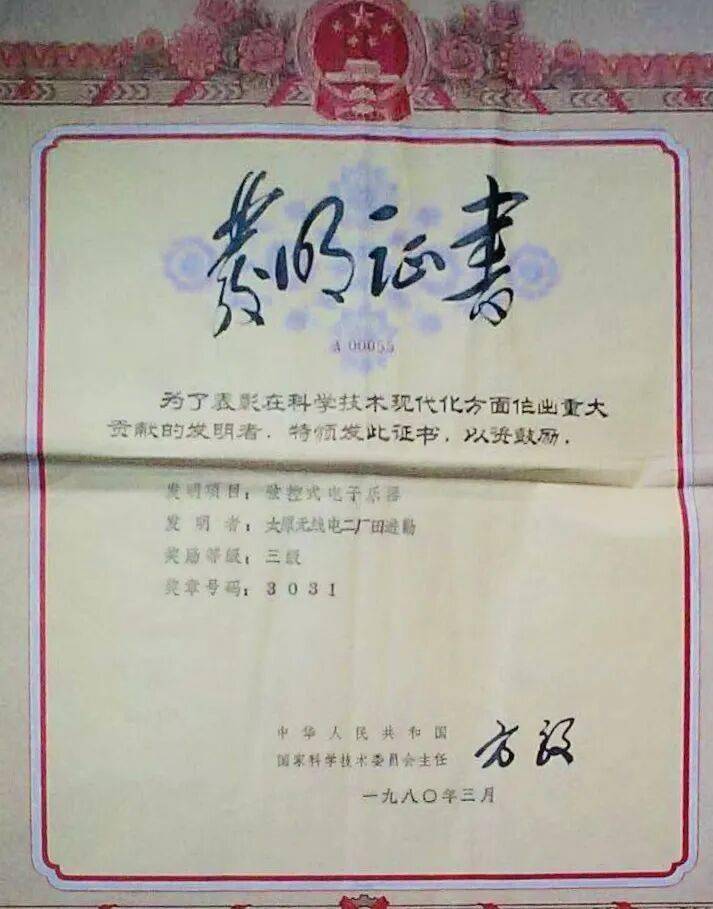 發明证書
A 00055
为了表彰在科学技术现代化方面作出重大
贡献的发明者，特颁发此证书，以资鼓励．
发明项目：弦控式电子乐器
发 明 者：太原无线电二厂田进勤
奖励等级：三级
奖章号码：3031
中华人民共和国
国家科学技术委员会主任 方毅
一九八〇年三月